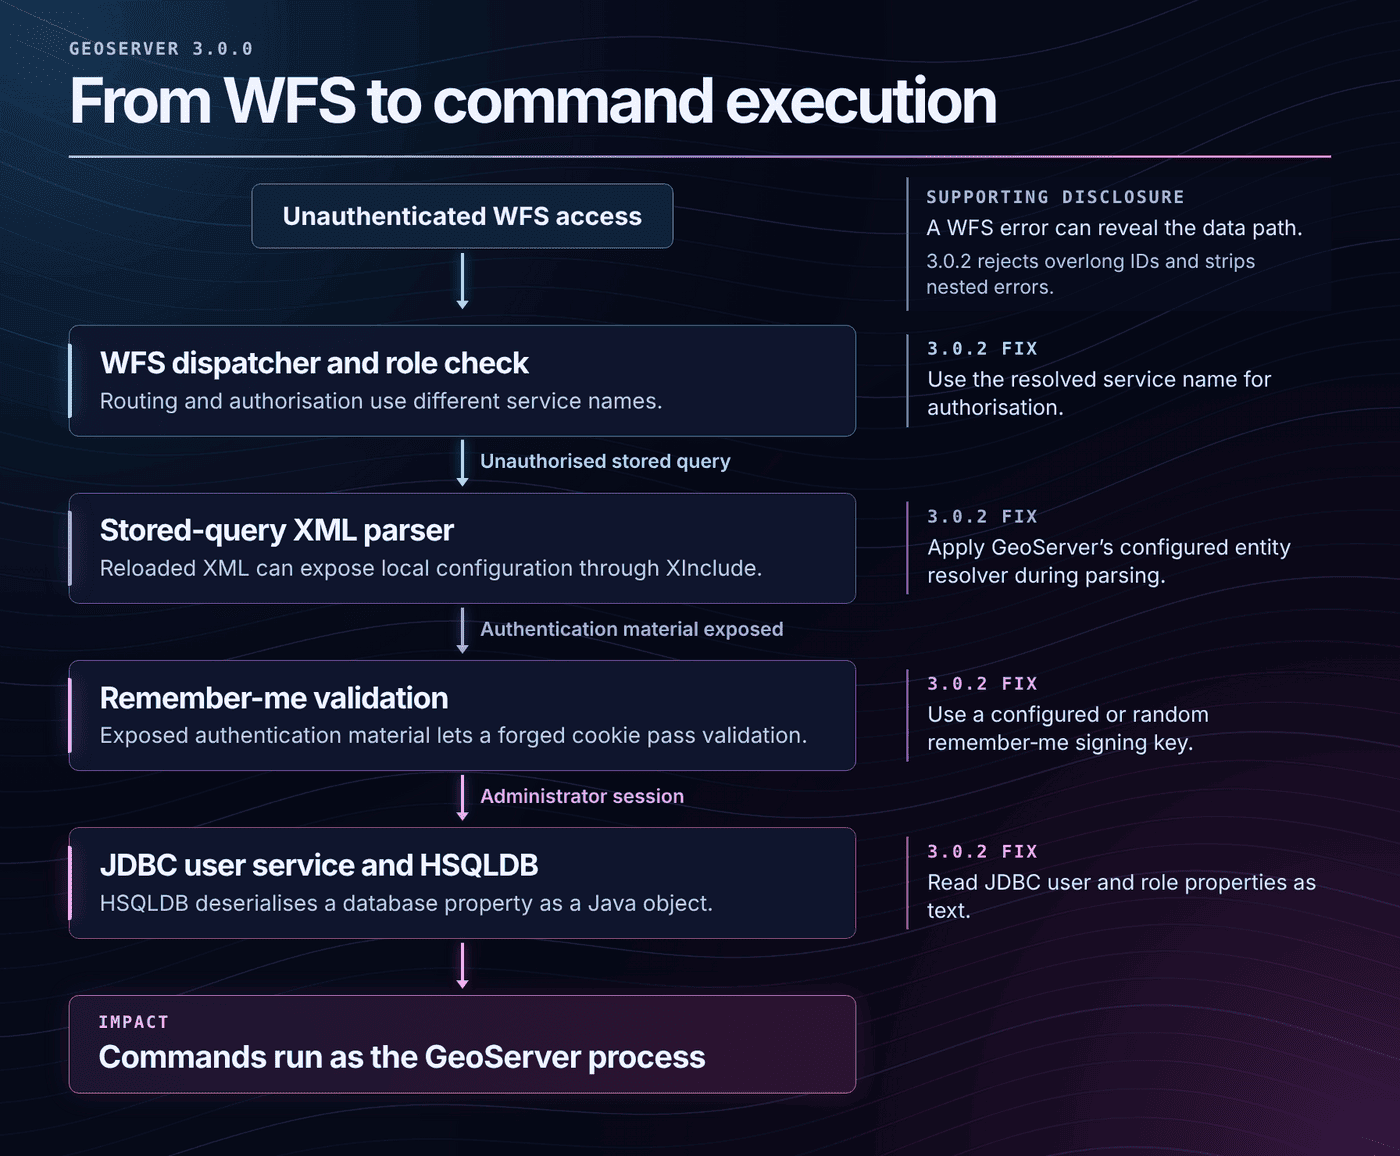 GEOSERVER 3.0.0
From WFS to command execution
Unauthenticated WFS access
SUPPORTING DISCLOSURE
A WFS error can reveal the data path.
3.0.2 rejects overlong IDs and strips
nested errors.
WFS dispatcher and role check
Routing and authorisation use different service names.
3.0.2 FIX
Use the resolved service name for
authorisation.
Unauthorised stored query
Stored-query XML parser
Reloaded XML can expose local configuration through XInclude.
3.0.2 FIX
Apply GeoServer’s configured entity
resolver during parsing.
Authentication material exposed
Remember-me validation
Exposed authentication material lets a forged cookie pass validation.
3.0.2 FIX
Use a configured or random
remember-me signing key.
Administrator session
JDBC user service and HSQLDB
HSQLDB deserialises a database property as a Java object.
3.0.2 FIX
Read JDBC user and role properties as
text.
IMPACT
Commands run as the GeoServer process